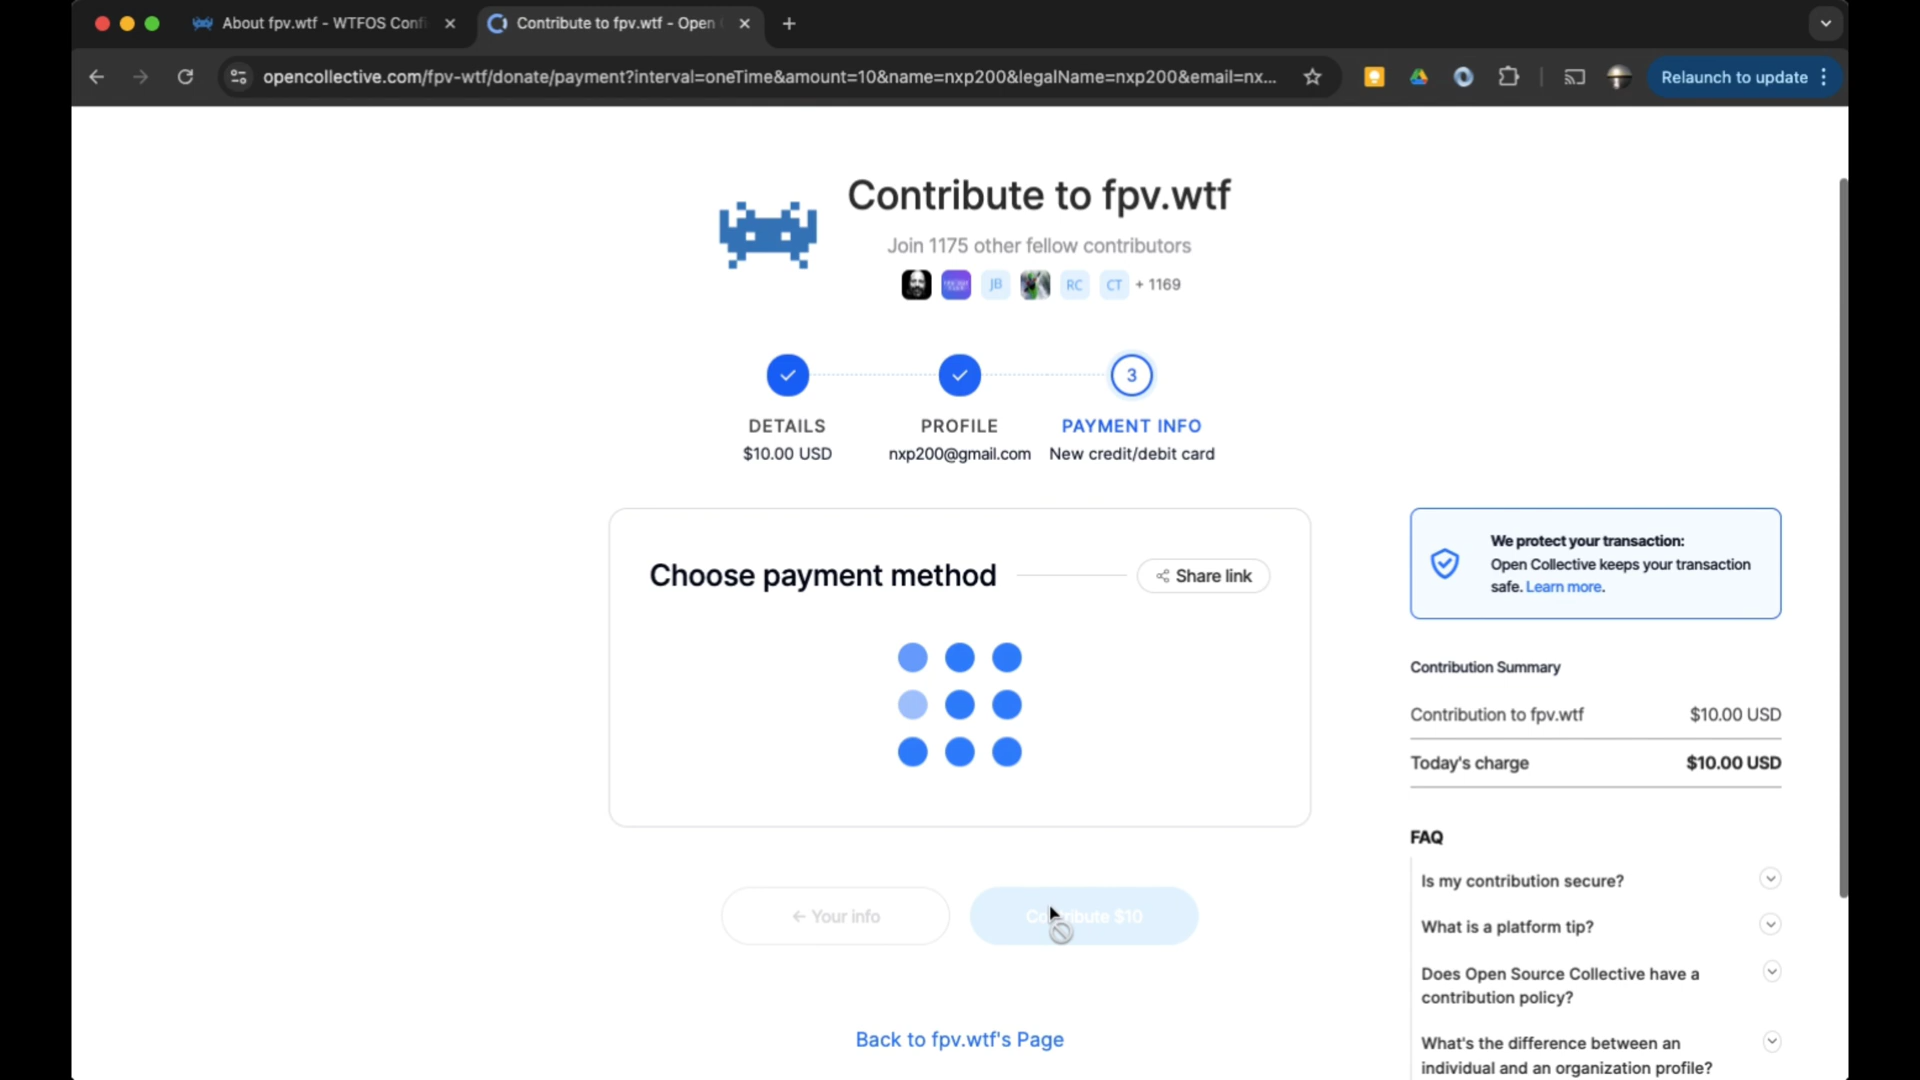 About fpv.wtf - WTFOS Confi
Contribute to fpv.wtf - Open
opencollective.com/fpv-wtf/donate/payment?interval=oneTime&amount=10&name=nxp200&legalName=nxp200&email=nx...
Relaunch to update
Contribute to fpv.wtf
Join 1175 other fellow contributors
JB
RC
CT
+ 1169
3
DETAILS
PROFILE
PAYMENT INFO
$10.00 USD
nxp200@gmail.com
New credit/debit card
Choose payment method
Share link
← Your info
Contribute $10
Back to fpv.wtf's Page
We protect your transaction:
Open Collective keeps your transaction
safe. Learn more.
Contribution Summary
Contribution to fpv.wtf
$10.00 USD
Today's charge
$10.00 USD
FAQ
Is my contribution secure?
What is a platform tip?
Does Open Source Collective have a
contribution policy?
What's the difference between an
individual and an organization profile?